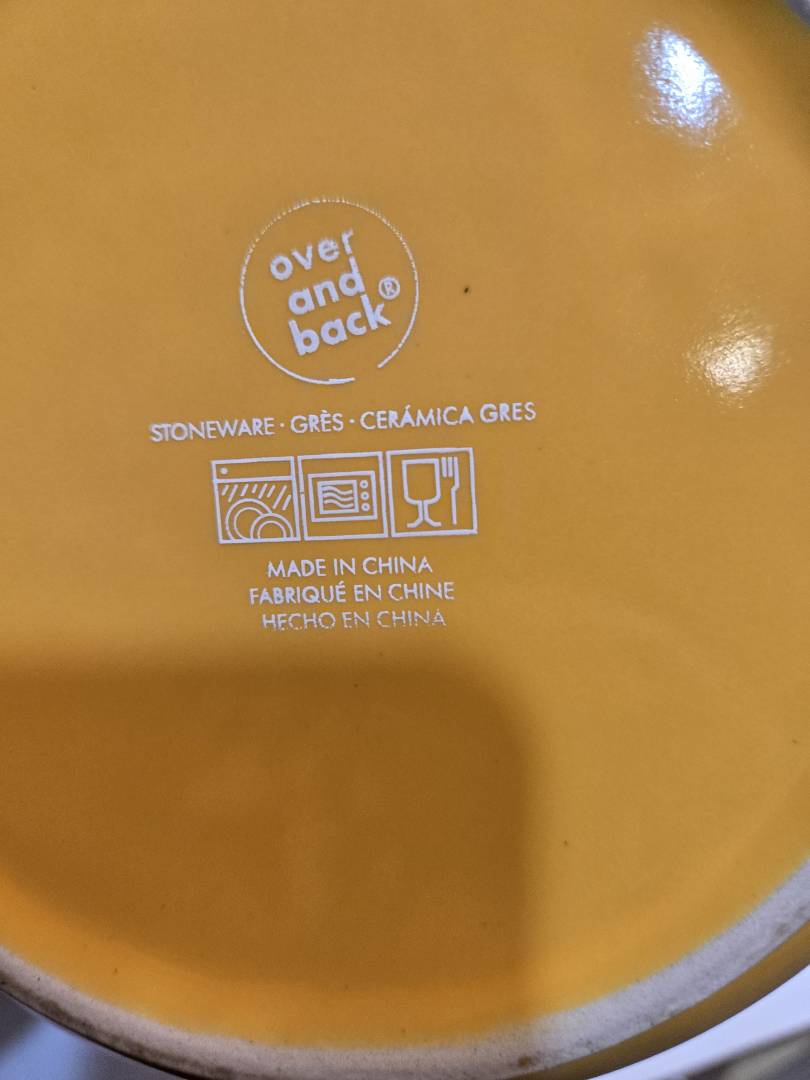 over
and
back®
STONEWARE · GRÈS · CERÁMICA GRES
MADE IN CHINA
FABRIQUÉ EN CHINE
HECHO EN CHINA